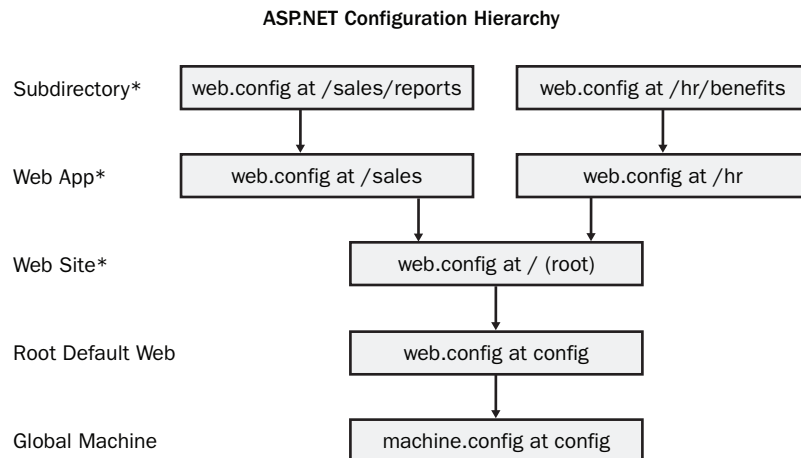 ASP.NET Configuration Hierarchy
Subdirectory*
web.config at /sales/reports
web.config at /hr/benefits
Web App*
web.config at /sales
web.config at /hr
Web Site*
web.config at / (root)
Root Default Web
web.config at config
Global Machine
machine.config at config